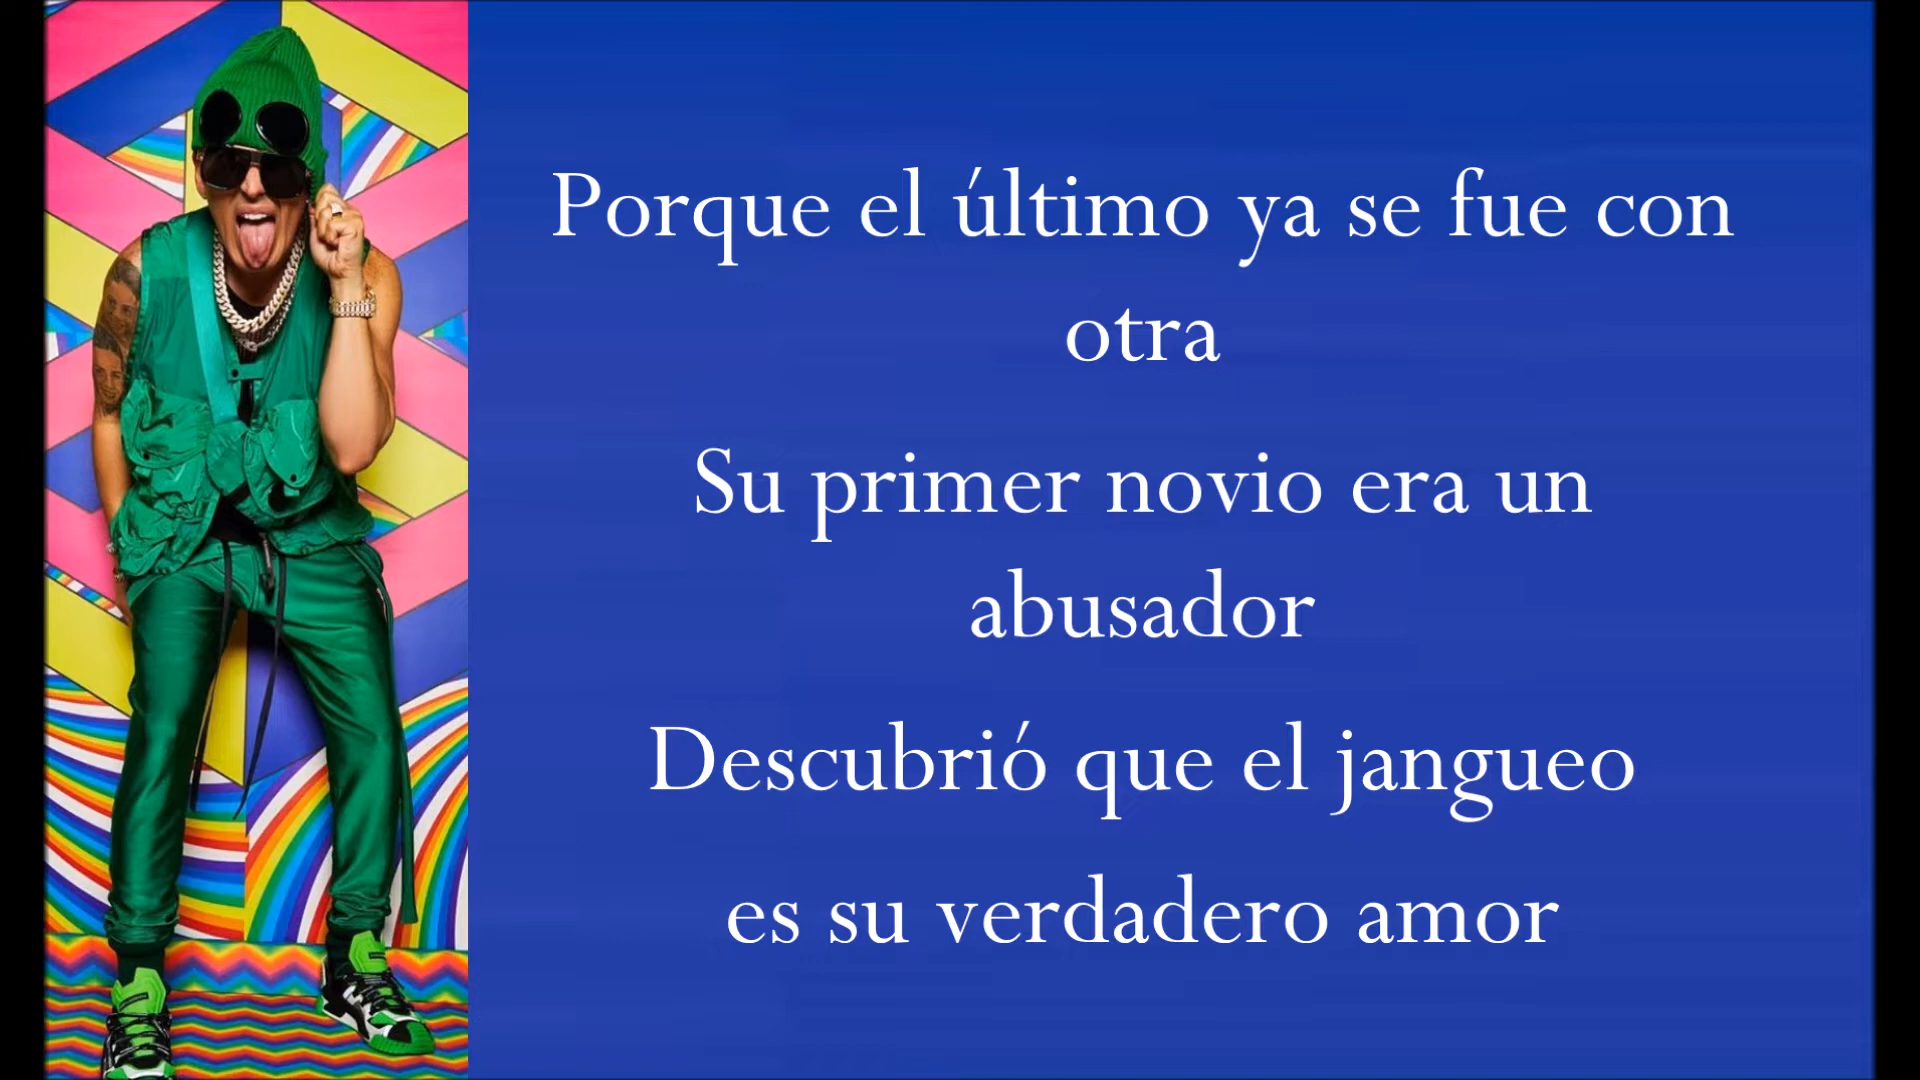 Porque el último ya se fue con
otra
Su primer novio era un
abusador
Descubrió que el jangueo
es su verdadero amor